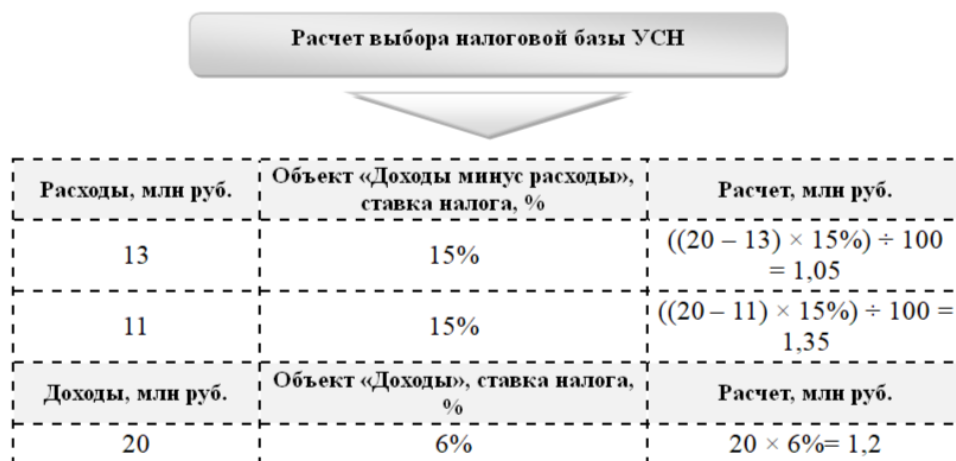 Расчет выбора налоговой базы УСН
Расходы, млн руб.
Объект «Доходы минус расходы»,
ставка налога, %
Расчет, млн руб.
13
15%
((20 – 13) × 15%) ÷ 100
= 1,05
11
15%
((20 – 11) × 15%) ÷ 100 =
1,35
Доходы, млн руб.
Объект «Доходы», ставка налога,
%
Расчет, млн руб.
20
6%
20 × 6%= 1,2